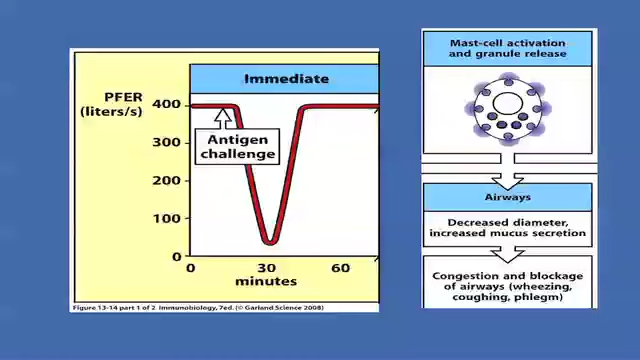 PFER
(liters/s)
400
300
200
100
0
Immediate
Antigen
challenge
0 30 60
minutes
Figure 13-14 part 1 of 2 Immunobiology, 7ed. (© Garland Science 2008)
Mast-cell activation
and granule release
Airways
Decreased diameter,
increased mucus secretion
Congestion and blockage
of airways (wheezing,
coughing, phlegm)